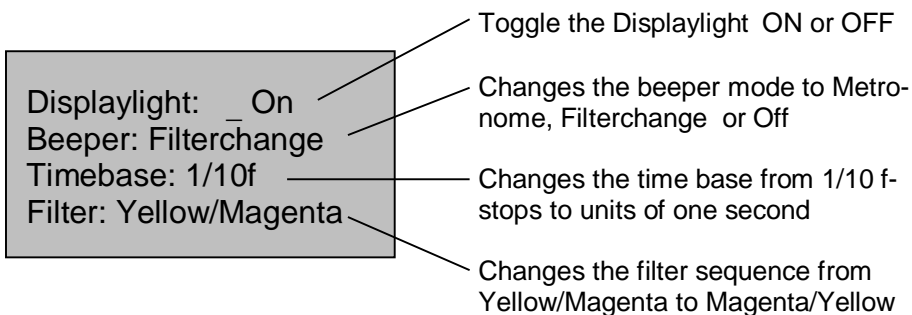 Toggle the Displaylight ON or OFF
Displaylight: _ On
Beeper: Filterchange
Timebase: 1/10f
Filter: Yellow/Magenta
Changes the beeper mode to Metro-
nome, Filterchange or Off
Changes the time base from 1/10 f-
stops to units of one second
Changes the filter sequence from
Yellow/Magenta to Magenta/Yellow